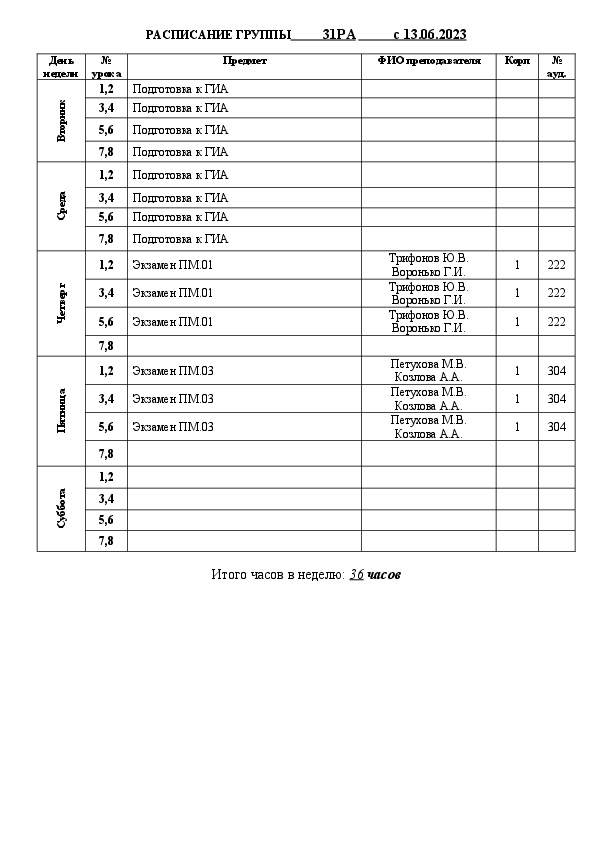 РАСПИСАНИЕ ГРУППЫ 31РА с 13.06.2023
День недели № урока Предмет ФИО преподавателя Корп № ауд.
Вторник
1,2 Подготовка к ГИА
3,4 Подготовка к ГИА
5,6 Подготовка к ГИА
7,8 Подготовка к ГИА
Среда
1,2 Подготовка к ГИА
3,4 Подготовка к ГИА
5,6 Подготовка к ГИА
7,8 Подготовка к ГИА
Четверг
1,2 Экзамен ПМ.01 Трифонов Ю.В. Воронько Г.И. 1 222
3,4 Экзамен ПМ.01 Трифонов Ю.В. Воронько Г.И. 1 222
5,6 Экзамен ПМ.01 Трифонов Ю.В. Воронько Г.И. 1 222
7,8
Пятница
1,2 Экзамен ПМ.03 Петухова М.В. Козлова А.А. 1 304
3,4 Экзамен ПМ.03 Петухова М.В. Козлова А.А. 1 304
5,6 Экзамен ПМ.03 Петухова М.В. Козлова А.А. 1 304
7,8
Суббота
1,2
3,4
5,6
7,8
Итого часов в неделю: 36 часов